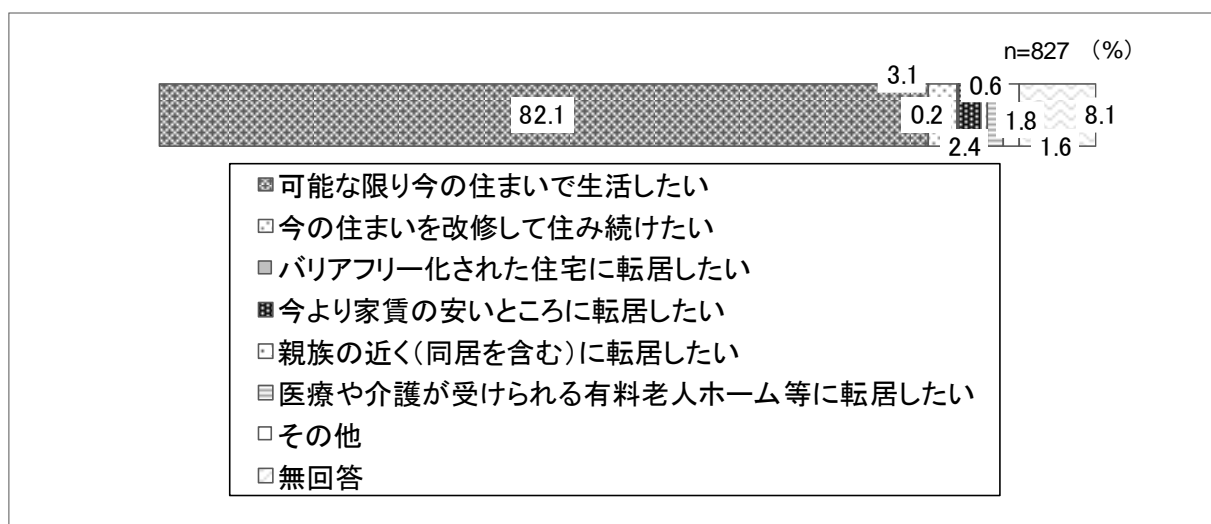 n=827 （%）
3.1
0.6
82.1
0.2
1.8
8.1
2.4
1.6
可能な限り今の住まいで生活したい
今の住まいを改修して住み続けたい
バリアフリー化された住宅に転居したい
今より家賃の安いところに転居したい
親族の近く（同居を含む）に転居したい
医療や介護が受けられる有料老人ホーム等に転居したい
その他
無回答